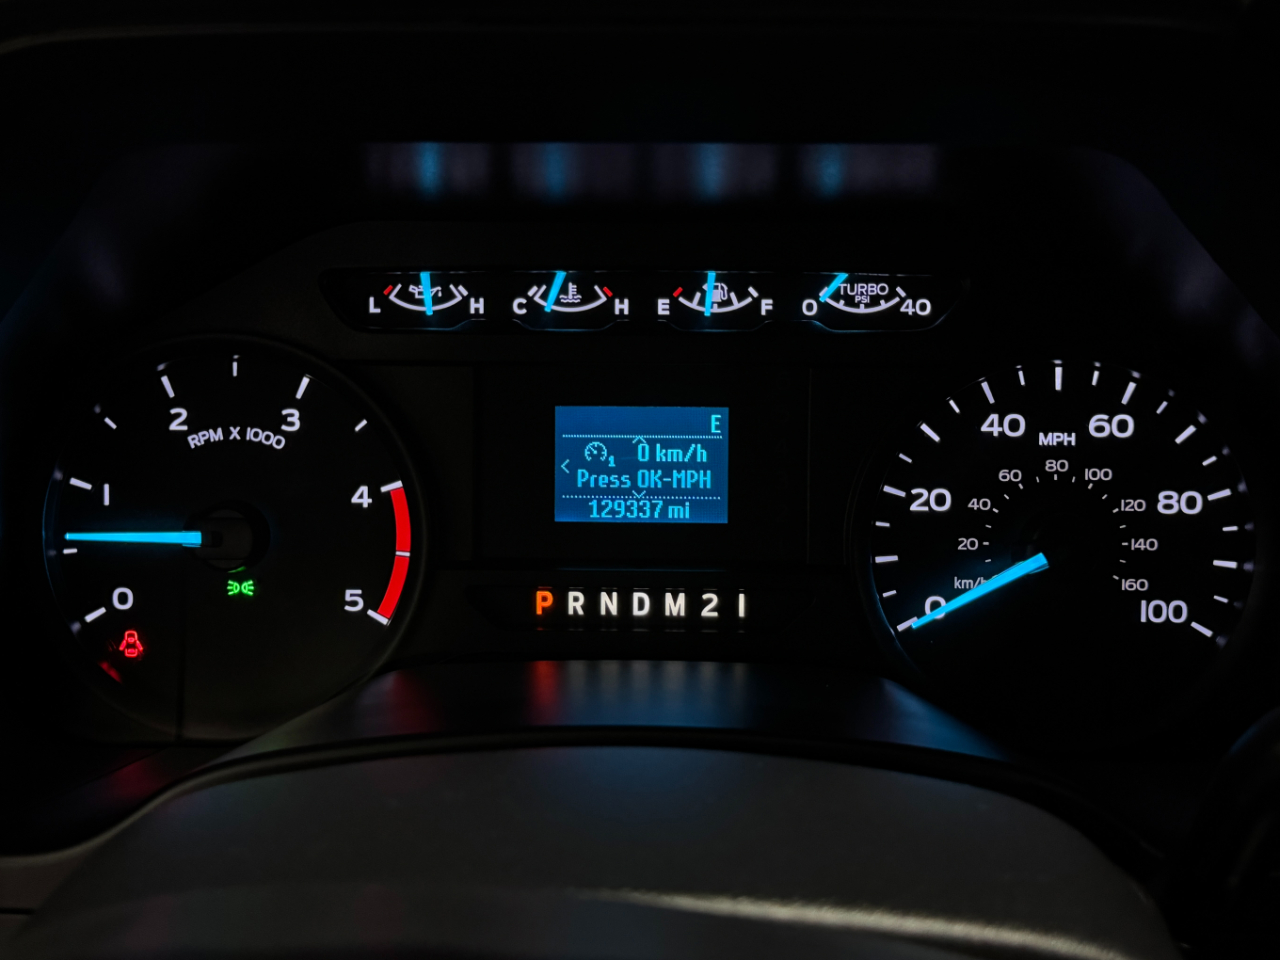 L H C H E F 0 TURBO PSI 40
0 1 2 3 4 5
RPM X 1000
E
1 0 km/h
Press OK-MPH
129337 mi
P R N D M 2 1
0 20 40 60 80 100
MPH
20 40 60 80 100 120 140 160
km/h